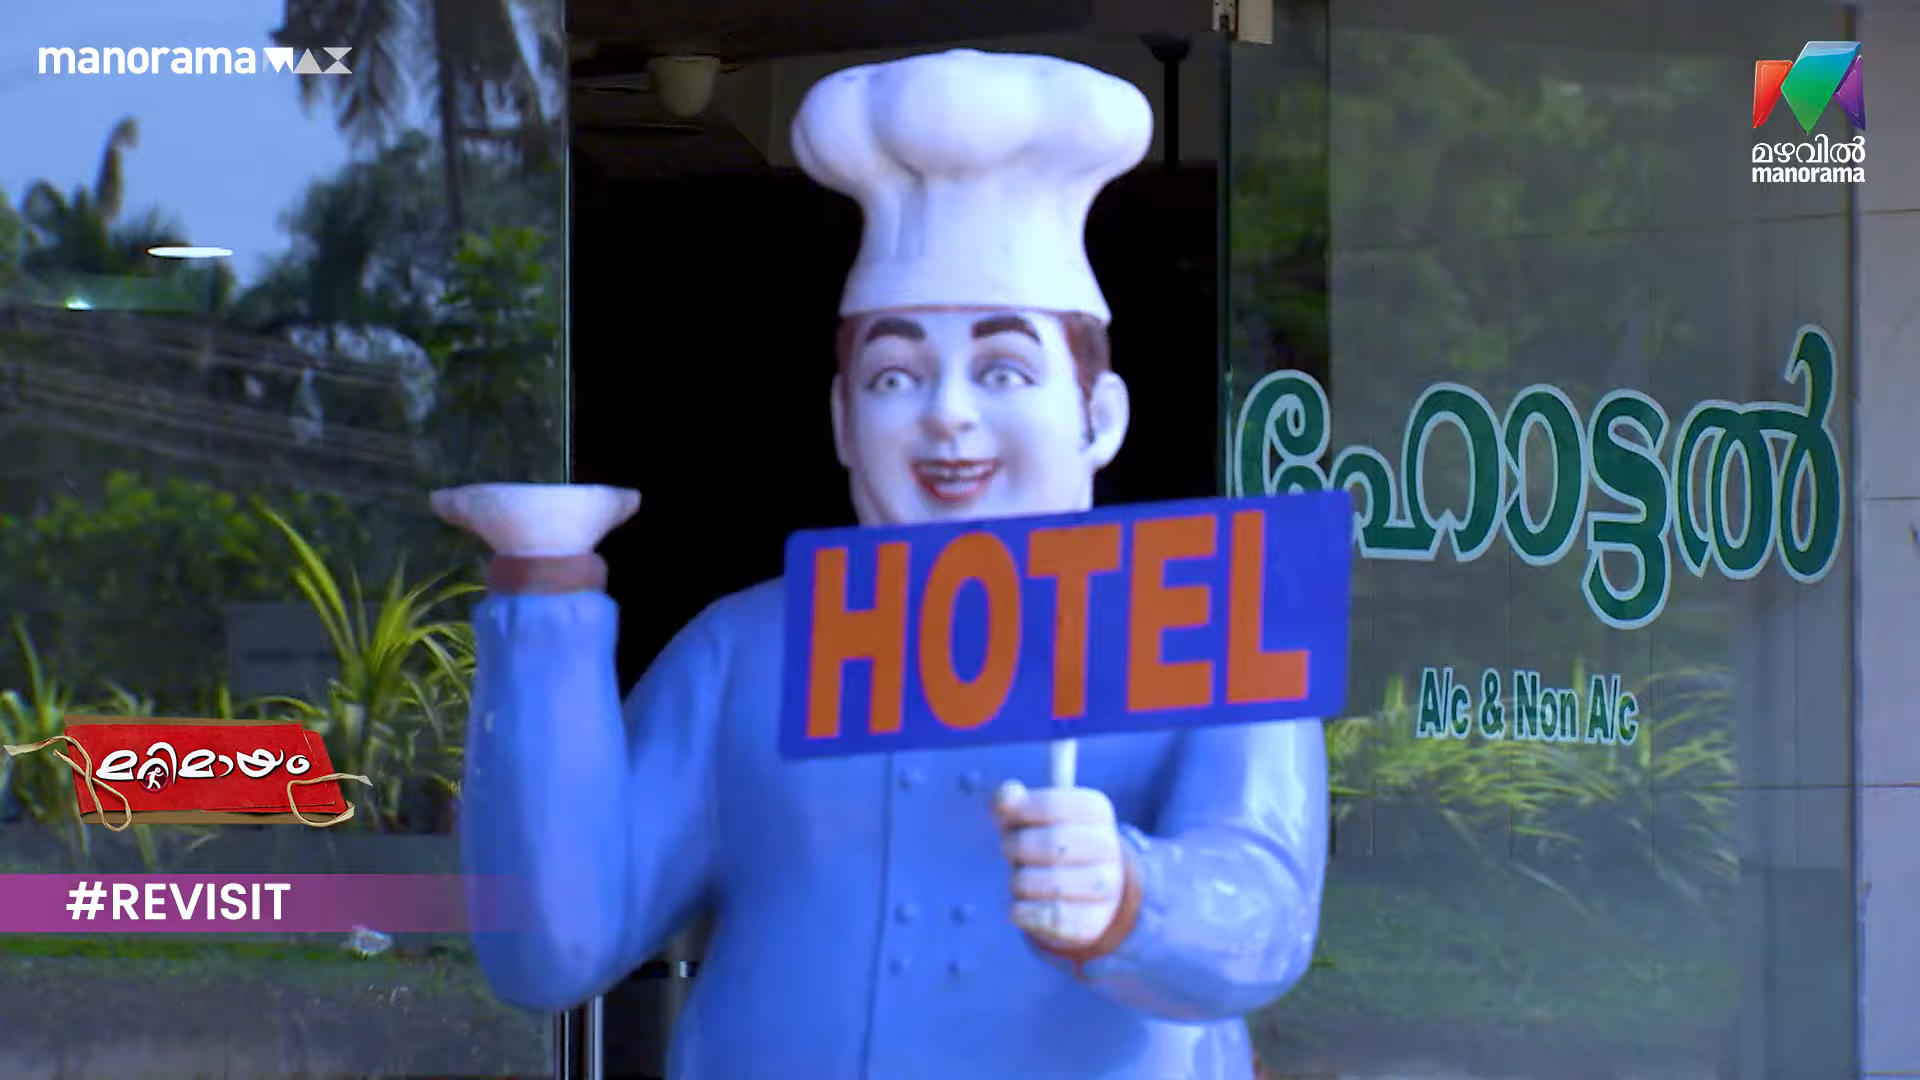 manorama MAX
മഴവിൽ
manorama
ഹോട്ടൽ
HOTEL
A/c & Non A/c
മറിമായം
#REVISIT